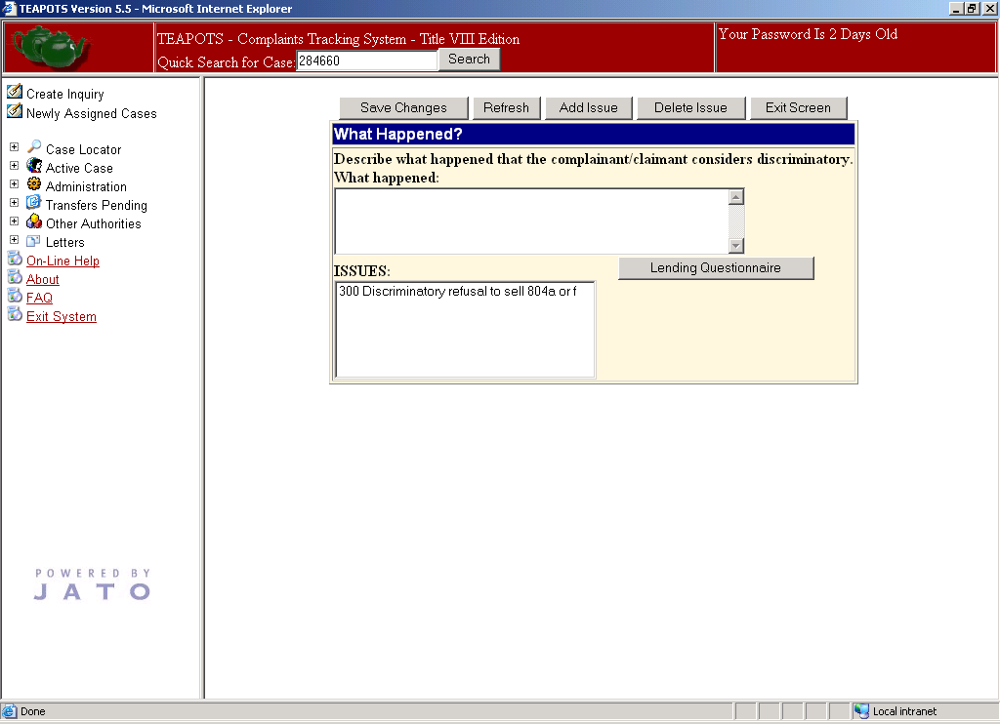 TEAPOTS Version 5.5 - Microsoft Internet Explorer
TEAPOTS - Complaints Tracking System - Title VIII Edition
Your Password Is 2 Days Old
Quick Search for Case: 284660 Search
Create Inquiry
Newly Assigned Cases
Case Locator
Active Case
Administration
Transfers Pending
Other Authorities
Letters
On-Line Help
About
FAQ
Exit System
POWERED BY
JATO
Save Changes Refresh Add Issue Delete Issue Exit Screen
What Happened?
Describe what happened that the complainant/claimant considers discriminatory.
What happened:
ISSUES:
Lending Questionnaire
300 Discriminatory refusal to sell 804a or f
Done
Local intranet